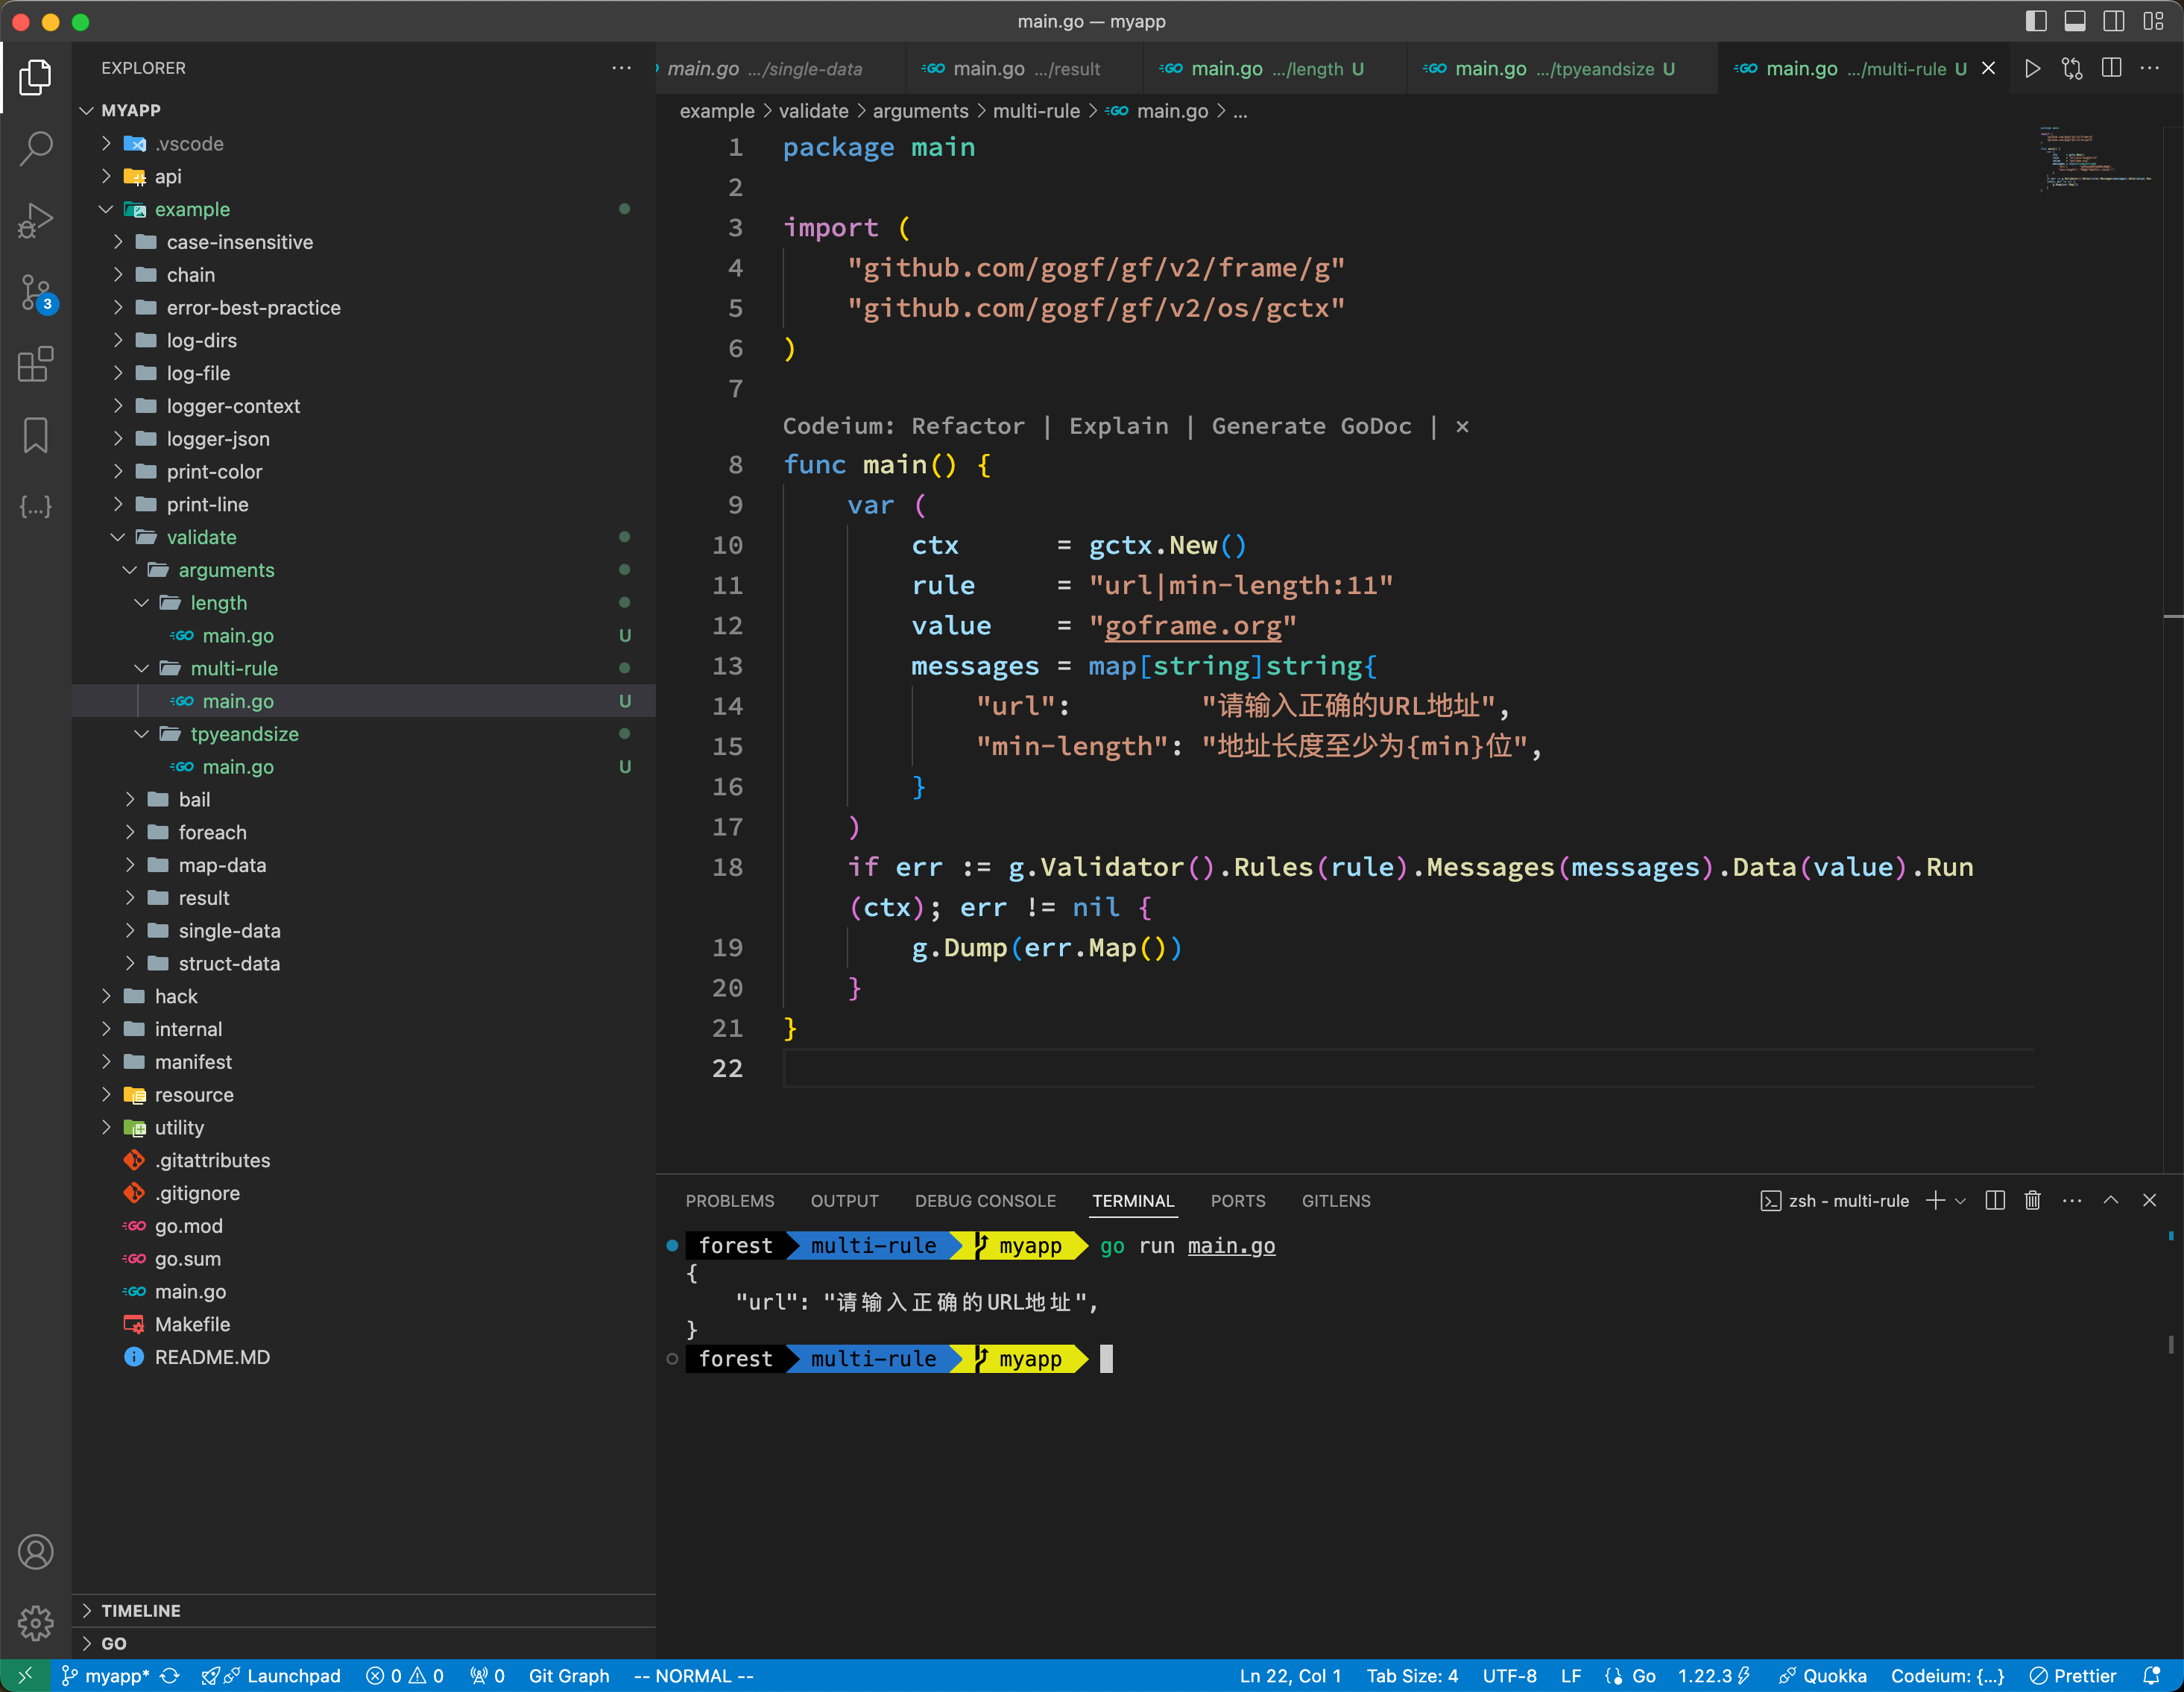 main.go — myapp
EXPLORER
MYAPP
.vscode
api
example
case-insensitive
chain
error-best-practice
log-dirs
log-file
logger-context
logger-json
print-color
print-line
validate
arguments
length
main.go U
multi-rule
main.go U
tpyeandsize
main.go U
bail
foreach
map-data
result
single-data
struct-data
hack
internal
manifest
resource
utility
.gitattributes
.gitignore
go.mod
go.sum
main.go
Makefile
README.MD
TIMELINE
GO
3
main.go .../single-data
main.go .../result
main.go .../length U
main.go .../tpyeandsize U
main.go .../multi-rule U
example > validate > arguments > multi-rule > main.go > ...
1 package main
2
3 import (
4 "github.com/gogf/gf/v2/frame/g"
5 "github.com/gogf/gf/v2/os/gctx"
6 )
7
Codeium: Refactor | Explain | Generate GoDoc | ×
8 func main() {
9 var (
10 ctx = gctx.New()
11 rule = "url|min-length:11"
12 value = "goframe.org"
13 messages = map[string]string{
14 "url": "请输入正确的URL地址",
15 "min-length": "地址长度至少为{min}位",
16 }
17 )
18 if err := g.Validator().Rules(rule).Messages(messages).Data(value).Run
(ctx); err != nil {
19 g.Dump(err.Map())
20 }
21 }
22
PROBLEMS OUTPUT DEBUG CONSOLE TERMINAL PORTS GITLENS
zsh - multi-rule
forest multi-rule myapp go run main.go
{
"url": "请输入正确的URL地址",
}
forest multi-rule myapp
myapp* Launchpad 0 0 0 Git Graph -- NORMAL -- Ln 22, Col 1 Tab Size: 4 UTF-8 LF Go 1.22.3 Quokka Codeium: {...} Prettier